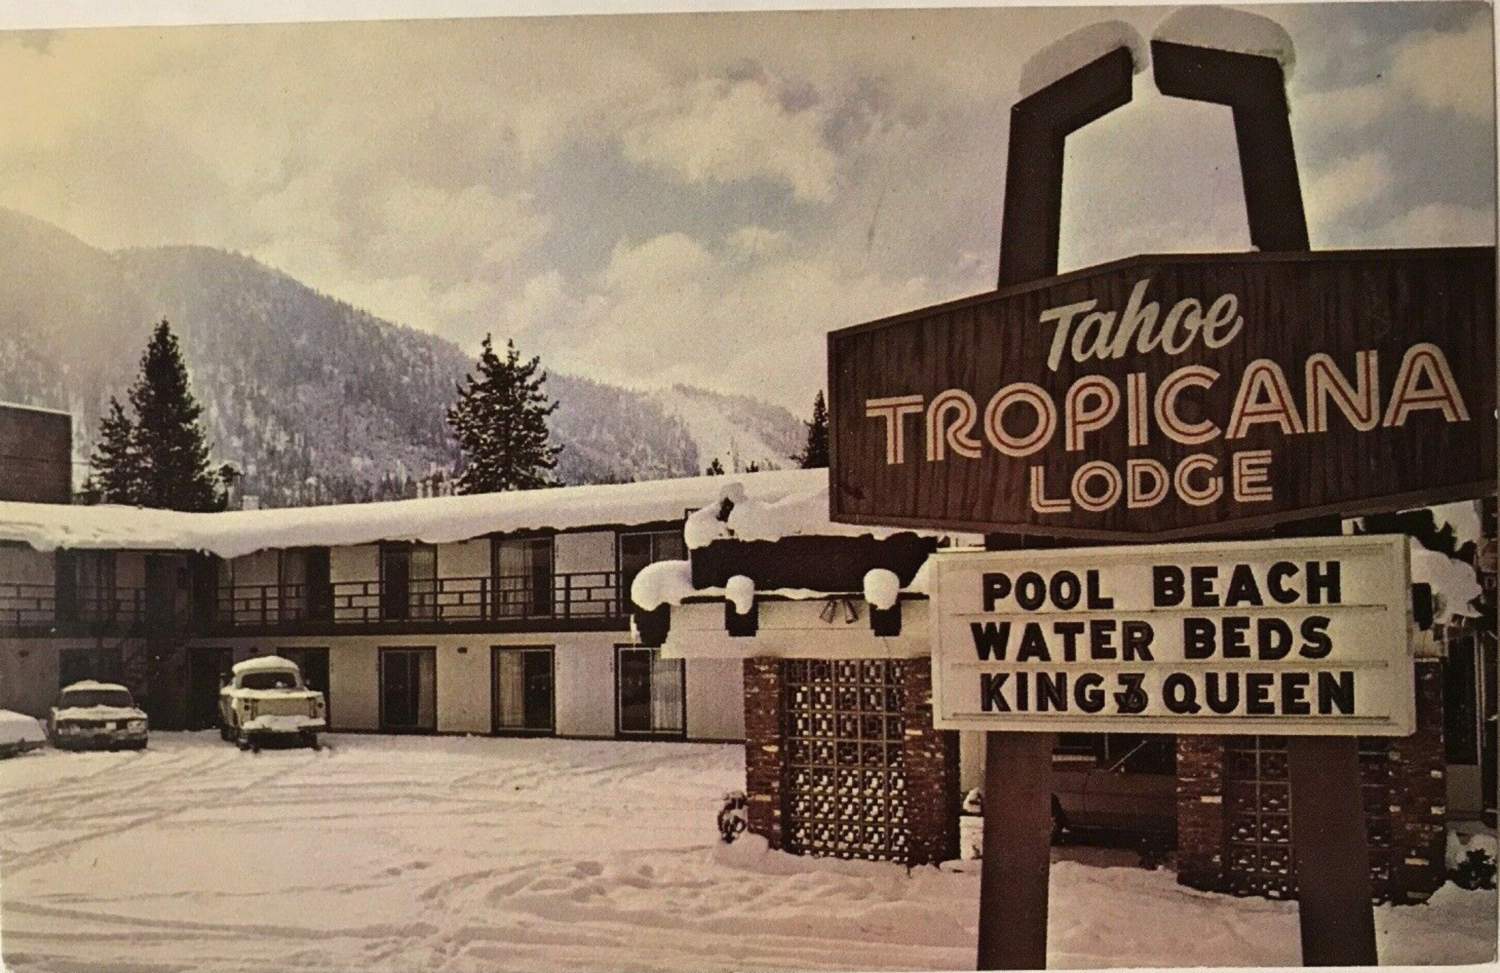 Tahoe
TROPICANA
LODGE
POOL BEACH
WATER BEDS
KING & QUEEN